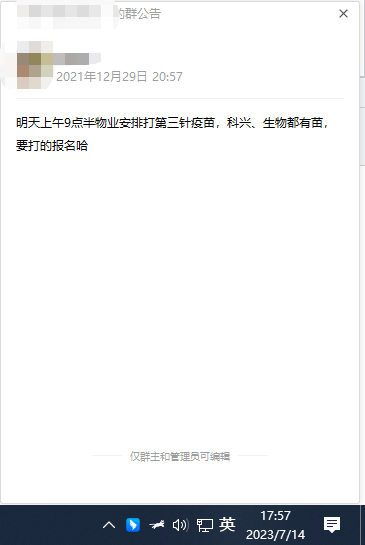 的群公告
2021年12月29日 20:57
明天上午9点半物业安排打第三针疫苗，科兴、生物都有苗，
要打的报名哈
仅群主和管理员可编辑
英
17:57
2023/7/14